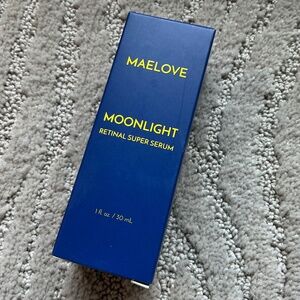 MAELOVE
MOONLIGHT
RETINAL SUPER SERUM
1 fl oz / 30 mL